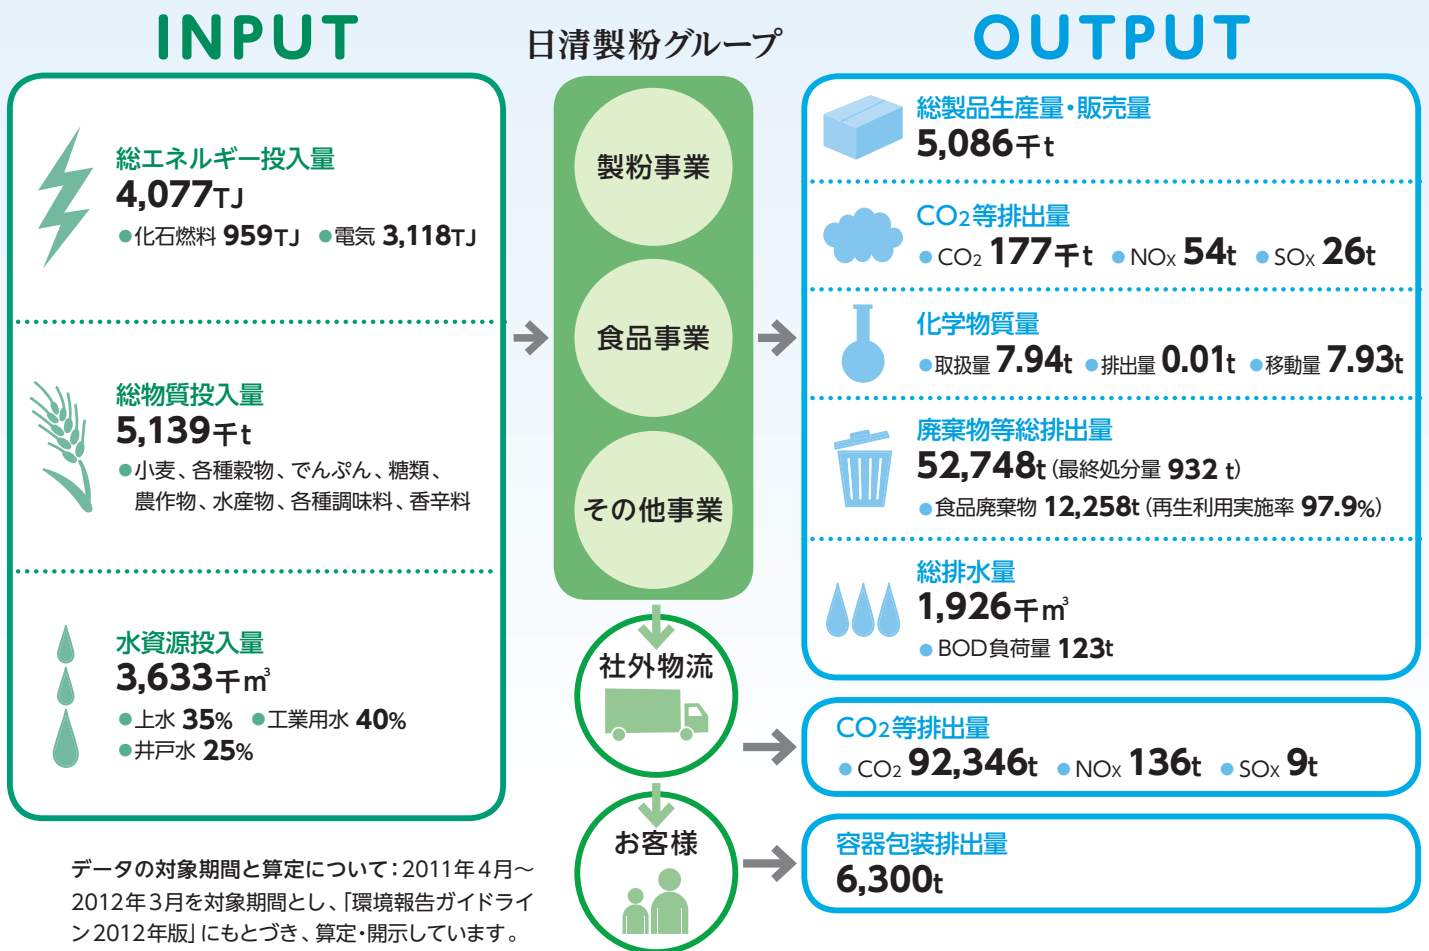 INPUT
総エネルギー投入量
4,077TJ
●化石燃料 959TJ ●電気 3,118TJ
総物質投入量
5,139千t
●小麦、各種穀物、でんぷん、糖類、
農作物、水産物、各種調味料、香辛料
水資源投入量
3,633千㎥
●上水 35% ●工業用水 40%
●井戸水 25%
日清製粉グループ
製粉事業
食品事業
その他事業
社外物流
お客様
OUTPUT
総製品生産量・販売量
5,086千t
CO2等排出量
●CO2 177千t ●NOx 54t ●SOx 26t
化学物質量
●取扱量 7.94t ●排出量 0.01t ●移動量 7.93t
廃棄物等総排出量
52,748t (最終処分量 932 t)
●食品廃棄物 12,258t (再生利用実施率 97.9%)
総排水量
1,926千㎥
●BOD負荷量 123t
CO2等排出量
●CO2 92,346t ●NOx 136t ●SOx 9t
容器包装排出量
6,300t
データの対象期間と算定について:2011年4月〜
2012年3月を対象期間とし、「環境報告ガイドライ
ン2012年版」にもとづき、算定・開示しています。